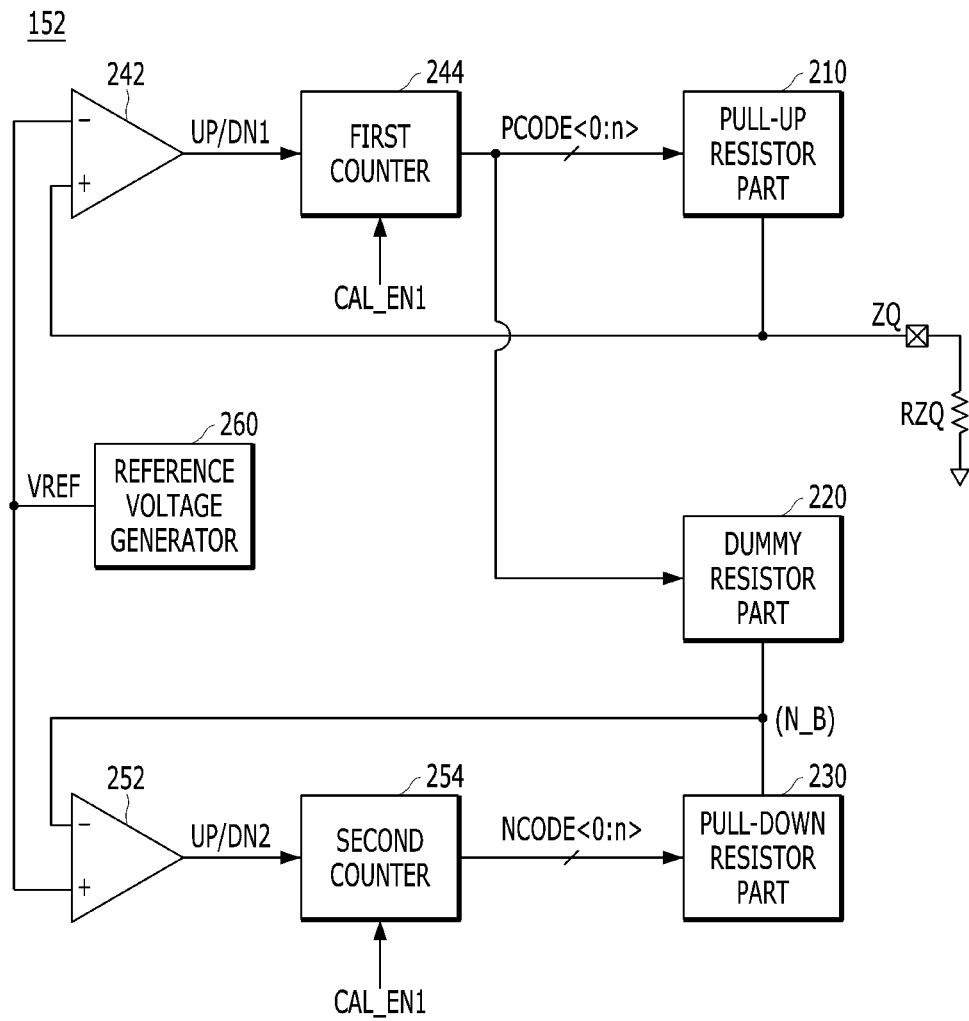 152
242
244
210
−
+
UP/DN1
FIRST
COUNTER
PCODE<0:n>
PULL-UP
RESISTOR
PART
CAL_EN1
ZQ
RZQ
260
VREF
REFERENCE
VOLTAGE
GENERATOR
220
DUMMY
RESISTOR
PART
(N_B)
252
254
230
−
+
UP/DN2
SECOND
COUNTER
NCODE<0:n>
PULL-DOWN
RESISTOR
PART
CAL_EN1